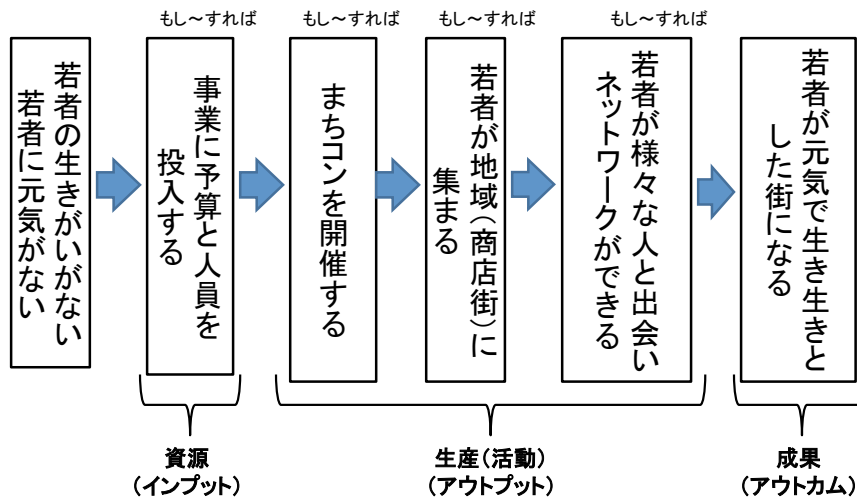 もし～すれば
もし～すれば
もし～すれば
もし～すれば
若者の生きがいがない
若者に元気がない
事業に予算と人員を
投入する
まちコンを開催する
若者が地域（商店街）に
集まる
若者が様々な人と出会い
ネットワークができる
若者が元気で生き生きと
した街になる
資源
（インプット）
生産（活動）
（アウトプット）
成果
（アウトカム）